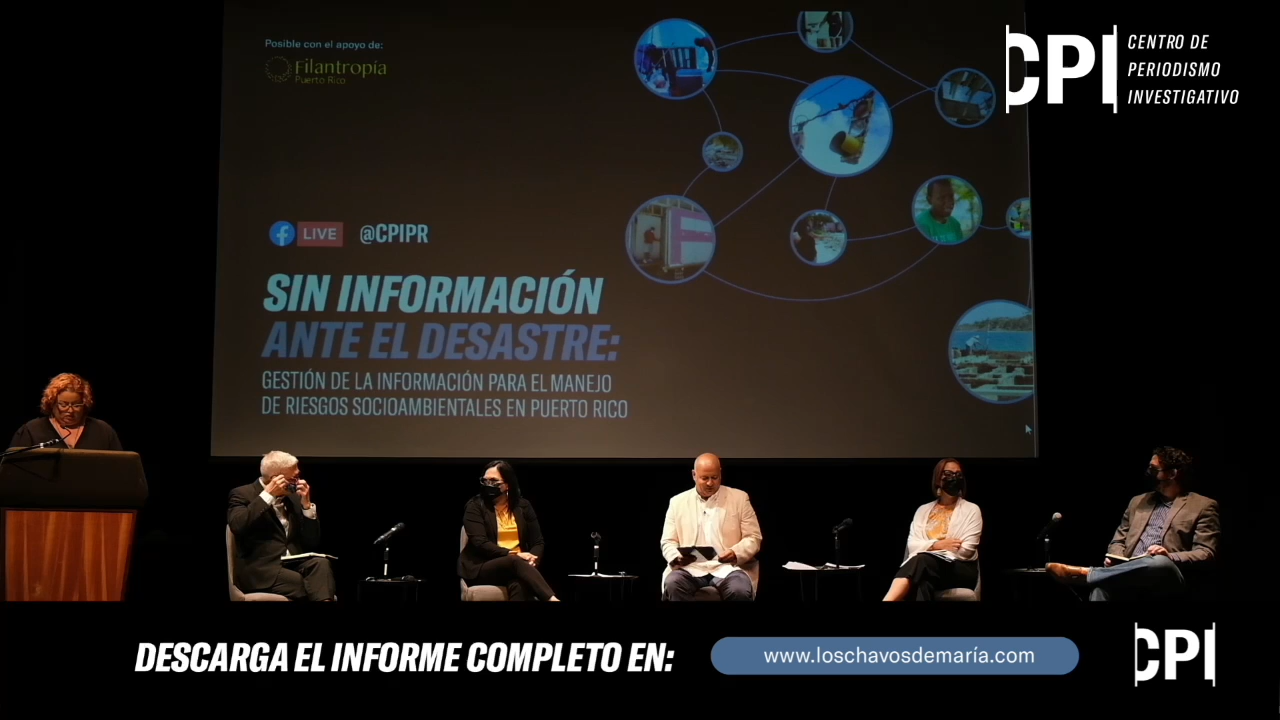 Posible con el apoyo de:
Filantropía
Puerto Rico
LIVE @CPIPR
SIN INFORMACIÓN
ANTE EL DESASTRE:
GESTIÓN DE LA INFORMACIÓN PARA EL MANEJO
DE RIESGOS SOCIOAMBIENTALES EN PUERTO RICO
CPI
CENTRO DE
PERIODISMO
INVESTIGATIVO
DESCARGA EL INFORME COMPLETO EN:
www.loschavosdemaría.com
CPI